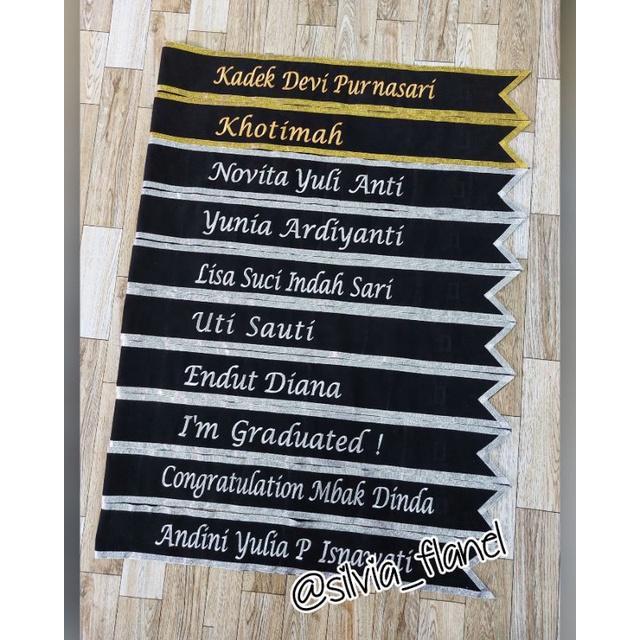 Kadek Devi Purnasari
Khotimah
Novita Yuli Anti
Yunia Ardiyanti
Lisa Suci Indah Sari
Uti Sauti
Endut Diana
I'm Graduated !
Congratulation Mbak Dinda
Andini Yulia P
@silvia_flanel